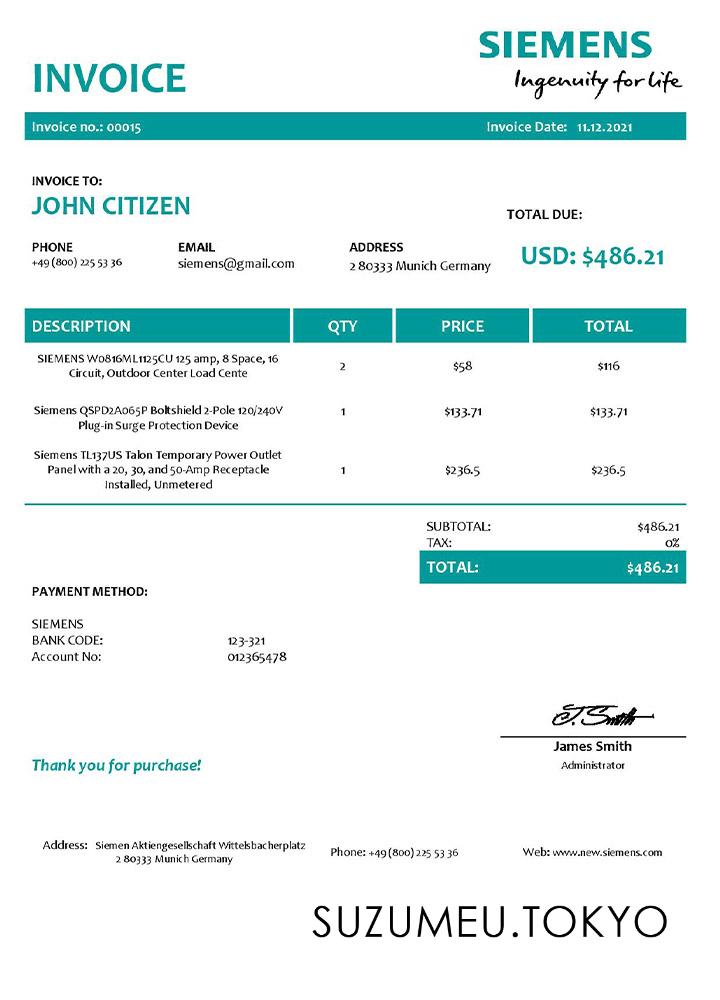 SIEMENS
Ingenuity for life
INVOICE
Invoice no.: 00015 Invoice Date: 11.12.2021
INVOICE TO:
JOHN CITIZEN
TOTAL DUE:
PHONE EMAIL ADDRESS
USD: $486.21
+49 (800) 225 53 36 siemens@gmail.com 2 80333 Munich Germany
DESCRIPTION QTY PRICE TOTAL
SIEMENS W0816ML1125CU 125 amp, 8 Space, 16
Circuit, Outdoor Center Load Cente
2 $58 $116
Siemens QSPD2A065P Boltshield 2-Pole 120/240V
Plug-in Surge Protection Device
1 $133.71 $133.71
Siemens TL137US Talon Temporary Power Outlet
Panel with a 20, 30, and 50-Amp Receptacle
Installed, Unmetered
1 $236.5 $236.5
SUBTOTAL: $486.21
TAX: 0%
TOTAL: $486.21
PAYMENT METHOD:
SIEMENS
BANK CODE: 123-321
Account No: 012365478
J. Smith
James Smith
Administrator
Thank you for purchase!
Address: Siemen Aktiengesellschaft Wittelsbacherplatz
2 80333 Munich Germany
Phone: +49 (800) 225 53 36
Web: www.new.siemens.com
SUZUMEU.TOKYO